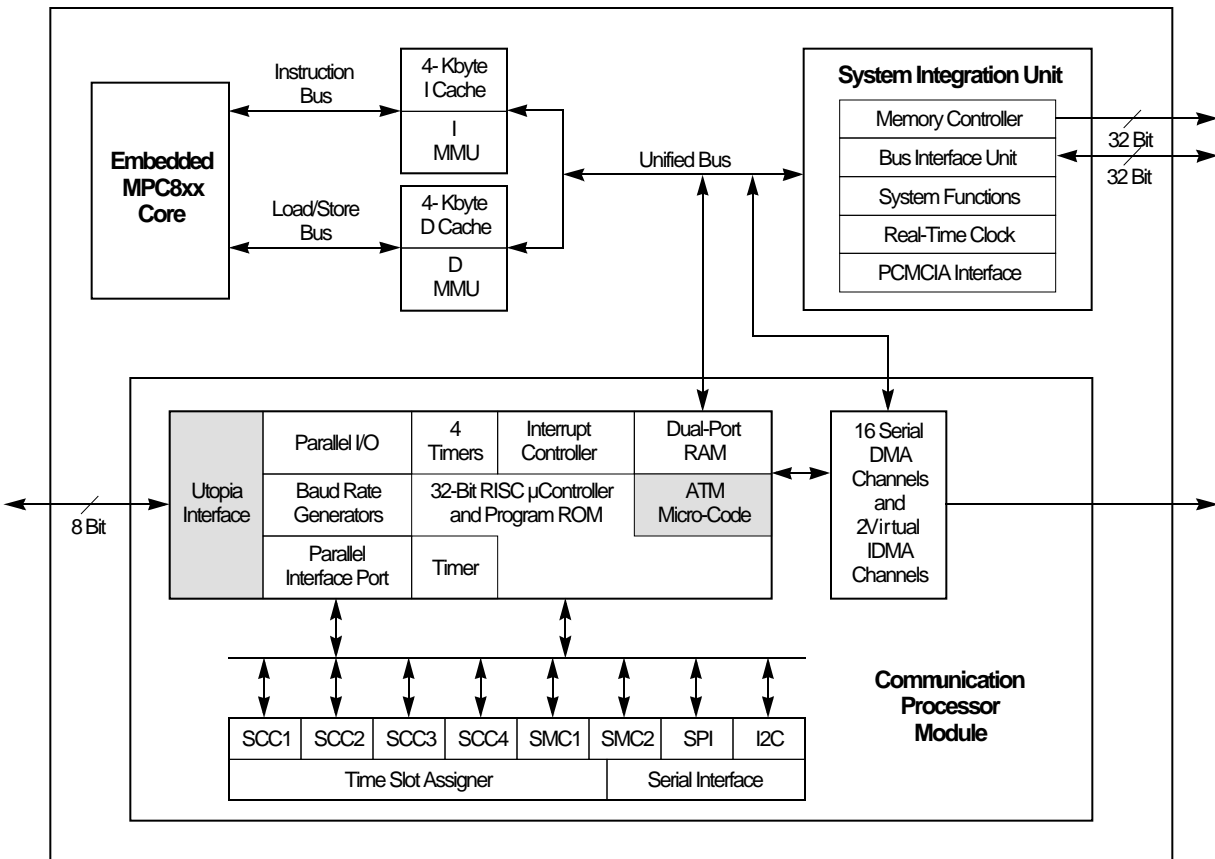 Embedded
MPC8xx
Core
Instruction
Bus
Load/Store
Bus
4- Kbyte
I Cache
I
MMU
4- Kbyte
D Cache
D
MMU
Unified Bus
System Integration Unit
Memory Controller
Bus Interface Unit
System Functions
Real-Time Clock
PCMCIA Interface
32 Bit
32 Bit
8 Bit
Utopia
Interface
Parallel I/O
4
Timers
Interrupt
Controller
Dual-Port
RAM
Baud Rate
Generators
32-Bit RISC µController
and Program ROM
ATM
Micro-Code
Parallel
Interface Port
Timer
16 Serial
DMA
Channels
and
2Virtual
IDMA
Channels
Communication
Processor
Module
SCC1 SCC2 SCC3 SCC4 SMC1 SMC2 SPI I2C
Time Slot Assigner Serial Interface